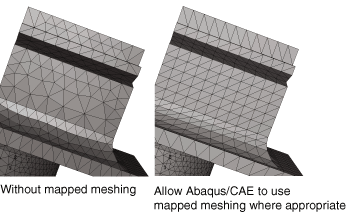 Without mapped meshing
Allow Abaqus/CAE to use
mapped meshing where appropriate